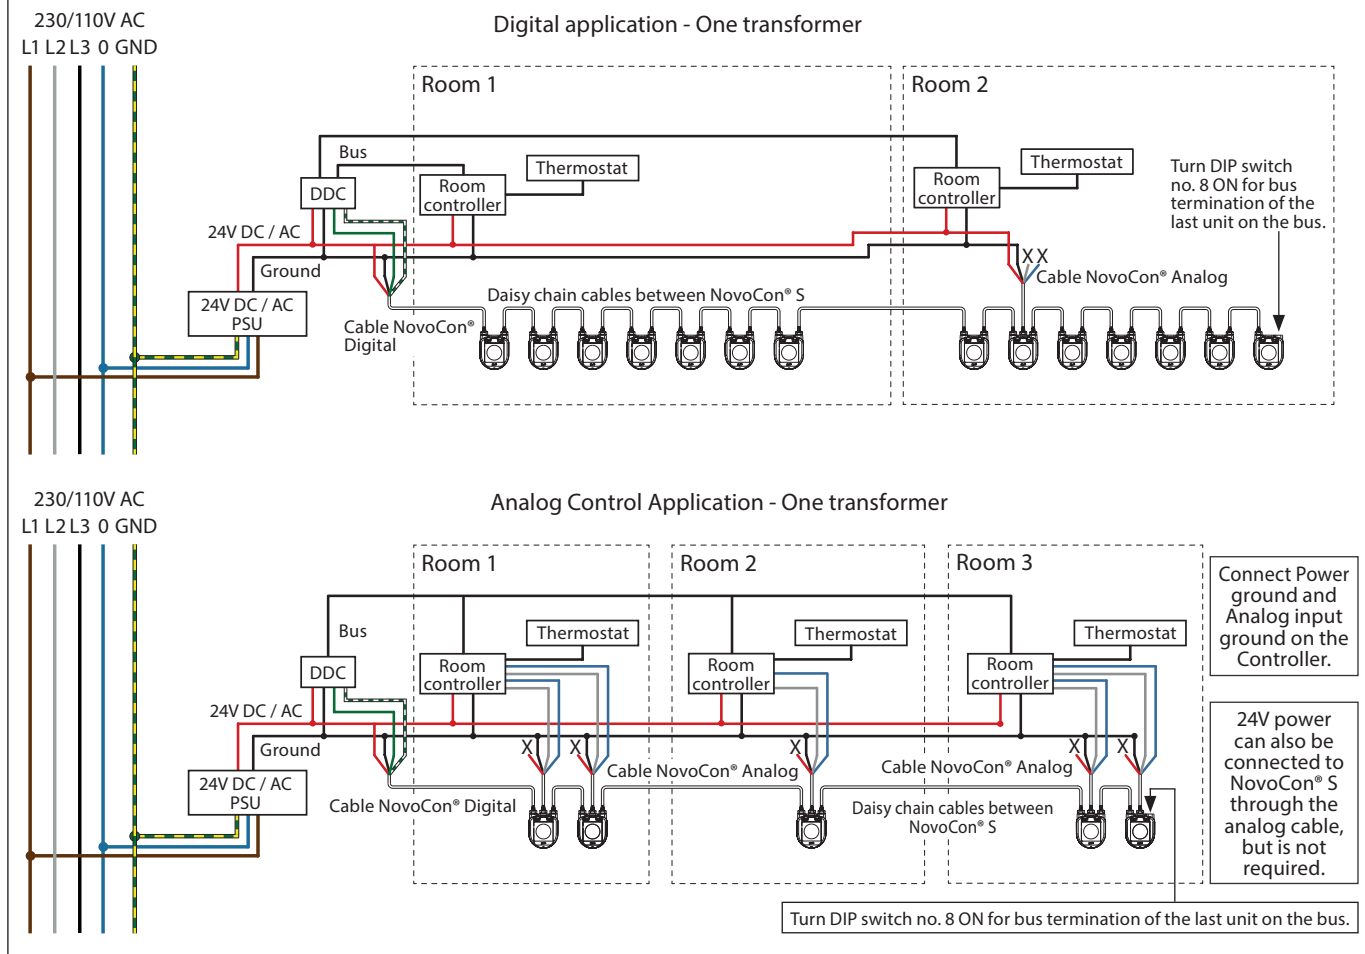 230/110V AC
L1 L2 L3 0 GND
Digital application - One transformer
Room 1
Room 2
Bus
DDC
Room
controller
Thermostat
Room
controller
Thermostat
Turn DIP switch
no. 8 ON for bus
termination of the
last unit on the bus.
24V DC / AC
Ground
24V DC / AC
PSU
X X
Cable NovoCon® Analog
Daisy chain cables between NovoCon® S
Cable NovoCon®
Digital
230/110V AC
L1 L2 L3 0 GND
Analog Control Application - One transformer
Room 1
Room 2
Room 3
Bus
DDC
Room
controller
Thermostat
Room
controller
Thermostat
Room
controller
Thermostat
Connect Power
ground and
Analog input
ground on the
Controller.
24V DC / AC
Ground
24V DC / AC
PSU
X
X
X
X
X
Cable NovoCon® Analog
Cable NovoCon® Analog
Cable NovoCon® Digital
Daisy chain cables between
NovoCon® S
24V power
can also be
connected to
NovoCon® S
through the
analog cable,
but is not
required.
Turn DIP switch no. 8 ON for bus termination of the last unit on the bus.